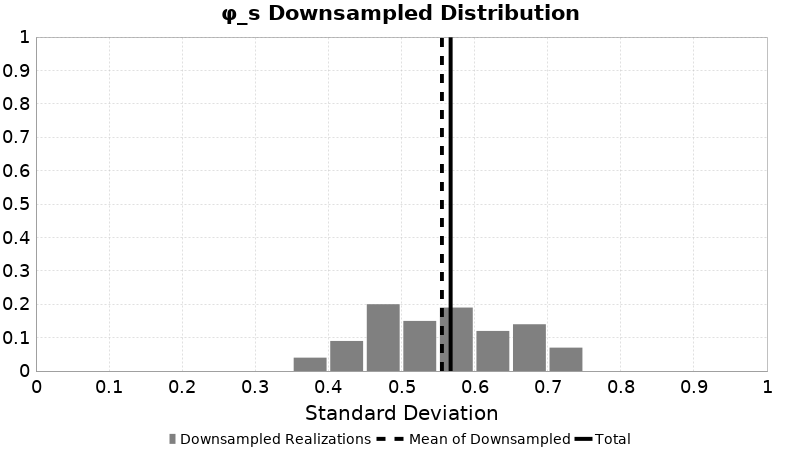 φ_s Downsampled Distribution
1
0.9
0.8
0.7
0.6
0.5
0.4
0.3
0.2
0.1
0
0 0.1 0.2 0.3 0.4 0.5 0.6 0.7 0.8 0.9 1
Standard Deviation
Downsampled Realizations Mean of Downsampled Total